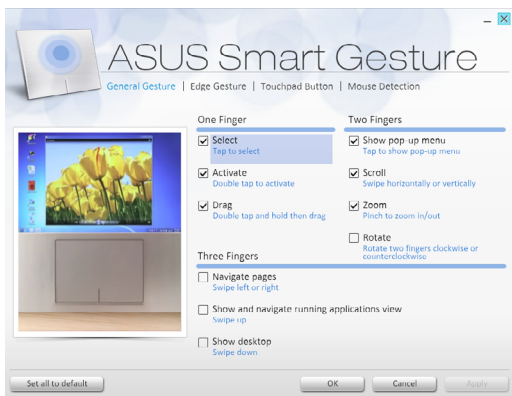 ASUS Smart Gesture
General Gesture | Edge Gesture | Touchpad Button | Mouse Detection
One Finger
Select
Tap to select
Activate
Double tap to activate
Drag
Double tap and hold then drag
Two Fingers
Show pop-up menu
Tap to show pop-up menu
Scroll
Swipe horizontally or vertically
Zoom
Pinch to zoom in/out
Rotate
Rotate two fingers clockwise or
counterclockwise
Three Fingers
Navigate pages
Swipe left or right
Show and navigate running applications view
Swipe up
Show desktop
Swipe down
Set all to default
OK
Cancel
Apply